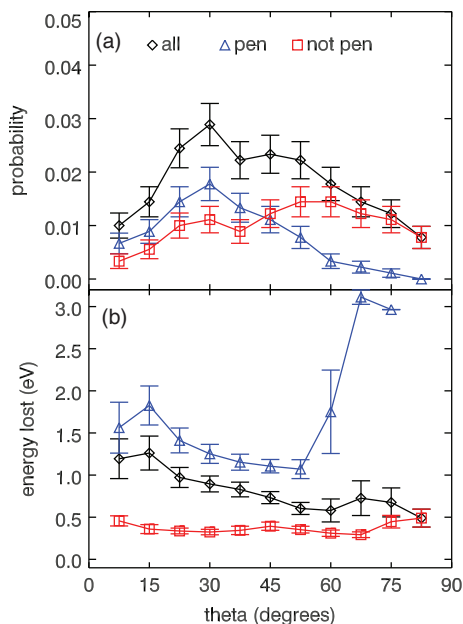 0.05
(a) all pen not pen
0.04
0.03
0.02
0.01
0.00
probability
(b)
3.0
2.5
2.0
1.5
1.0
0.5
0.0
energy lost (eV)
0 15 30 45 60 75 90
theta (degrees)